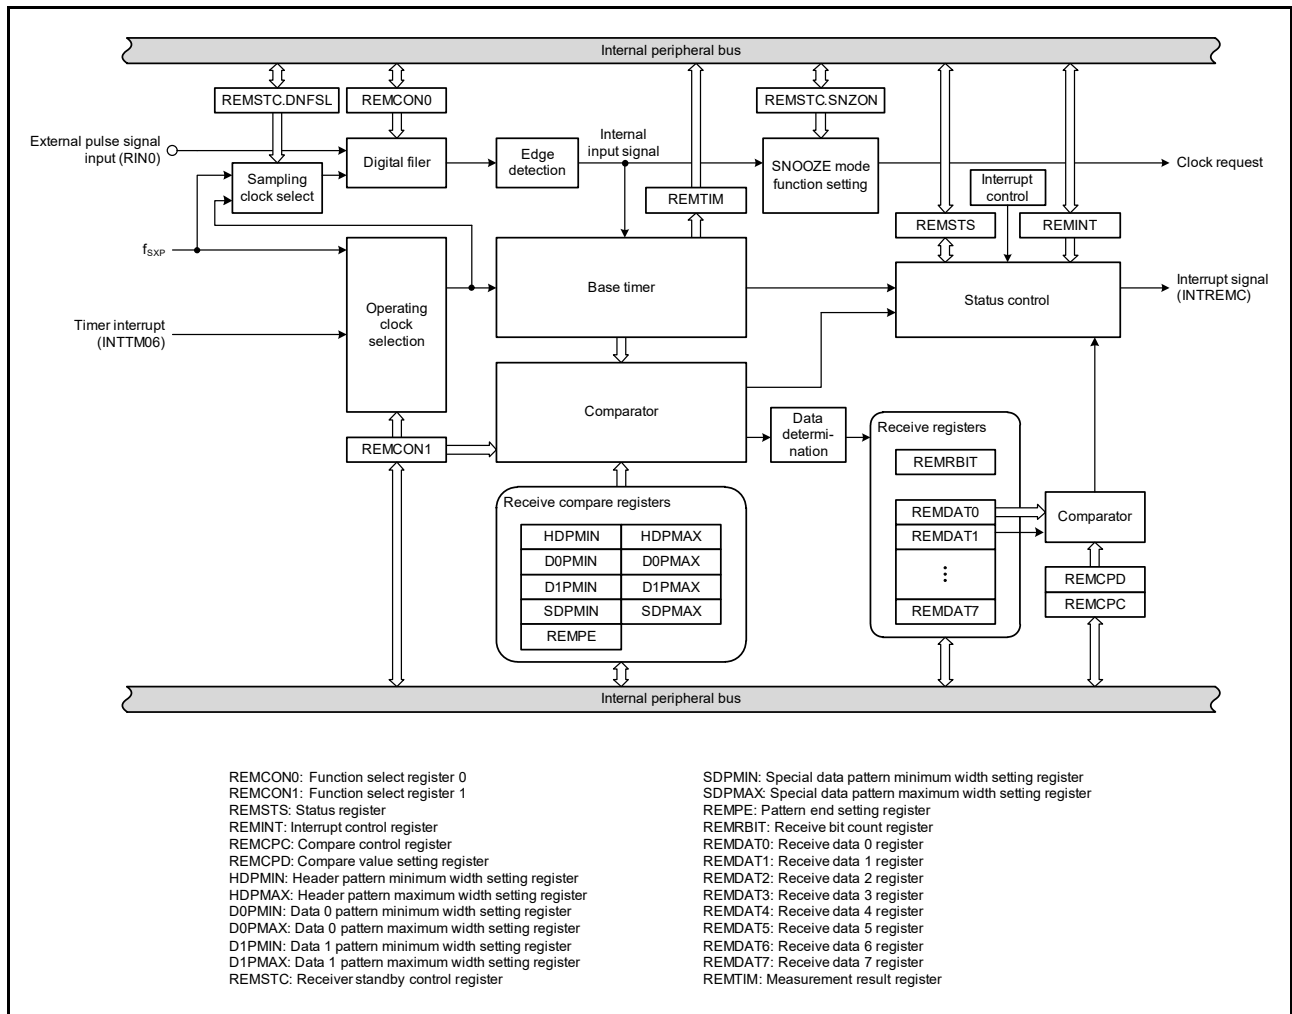 Internal peripheral bus
REMSTC.DNFSL
REMCON0
REMSTC.SNZON
External pulse signal
input (RIN0)
Digital filer
Edge
detection
Internal
input signal
SNOOZE mode
function setting
Clock request
Sampling
clock select
REMTIM
Interrupt
control
REMSTS
REMINT
fSXP
Operating
clock
selection
Base timer
Status control
Interrupt signal
(INTREMC)
Timer interrupt
(INTTM06)
Comparator
REMCON1
Data
determi-
nation
Receive registers
REMRBIT
REMDAT0
REMDAT1
⋮
REMDAT7
Comparator
REMCPD
REMCPC
Receive compare registers
HDPMIN HDPMAX
D0PMIN D0PMAX
D1PMIN D1PMAX
SDPMIN SDPMAX
REMPE
Internal peripheral bus
REMCON0: Function select register 0
REMCON1: Function select register 1
REMSTS: Status register
REMINT: Interrupt control register
REMCPC: Compare control register
REMCPD: Compare value setting register
HDPMIN: Header pattern minimum width setting register
HDPMAX: Header pattern maximum width setting register
D0PMIN: Data 0 pattern minimum width setting register
D0PMAX: Data 0 pattern maximum width setting register
D1PMIN: Data 1 pattern minimum width setting register
D1PMAX: Data 1 pattern maximum width setting register
REMSTC: Receiver standby control register
SDPMIN: Special data pattern minimum width setting register
SDPMAX: Special data pattern maximum width setting register
REMPE: Pattern end setting register
REMRBIT: Receive bit count register
REMDAT0: Receive data 0 register
REMDAT1: Receive data 1 register
REMDAT2: Receive data 2 register
REMDAT3: Receive data 3 register
REMDAT4: Receive data 4 register
REMDAT5: Receive data 5 register
REMDAT6: Receive data 6 register
REMDAT7: Receive data 7 register
REMTIM: Measurement result register